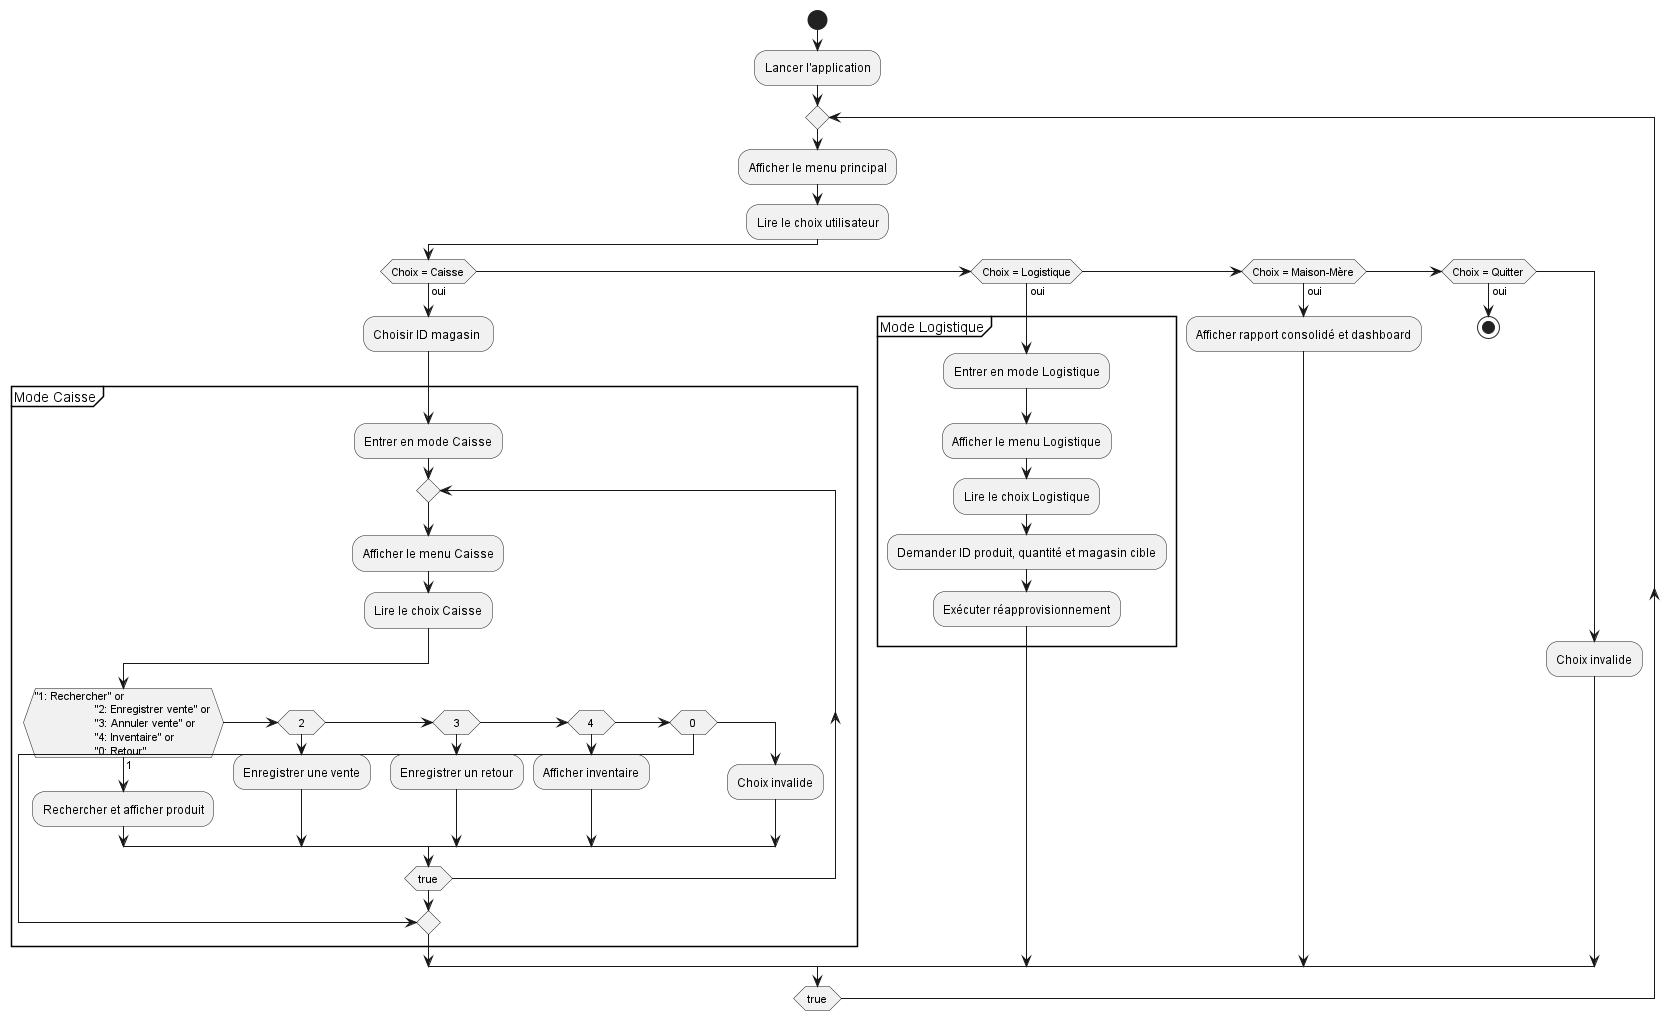 Lancer l'application
Afficher le menu principal
Lire le choix utilisateur
Choix = Caisse
Choix = Logistique
Choix = Maison-Mère
Choix = Quitter
oui
oui
oui
oui
Choisir ID magasin
Mode Logistique
Afficher rapport consolidé et dashboard
Entrer en mode Logistique
Mode Caisse
Entrer en mode Caisse
Afficher le menu Logistique
Lire le choix Logistique
Afficher le menu Caisse
Demander ID produit, quantité et magasin cible
Lire le choix Caisse
Exécuter réapprovisionnement
Choix invalide
"1: Rechercher" or
"2: Enregistrer vente" or
"3: Annuler vente" or
"4: Inventaire" or
"0: Retour"
2
3
4
0
1
Enregistrer une vente
Enregistrer un retour
Afficher inventaire
Choix invalide
Rechercher et afficher produit
true
true